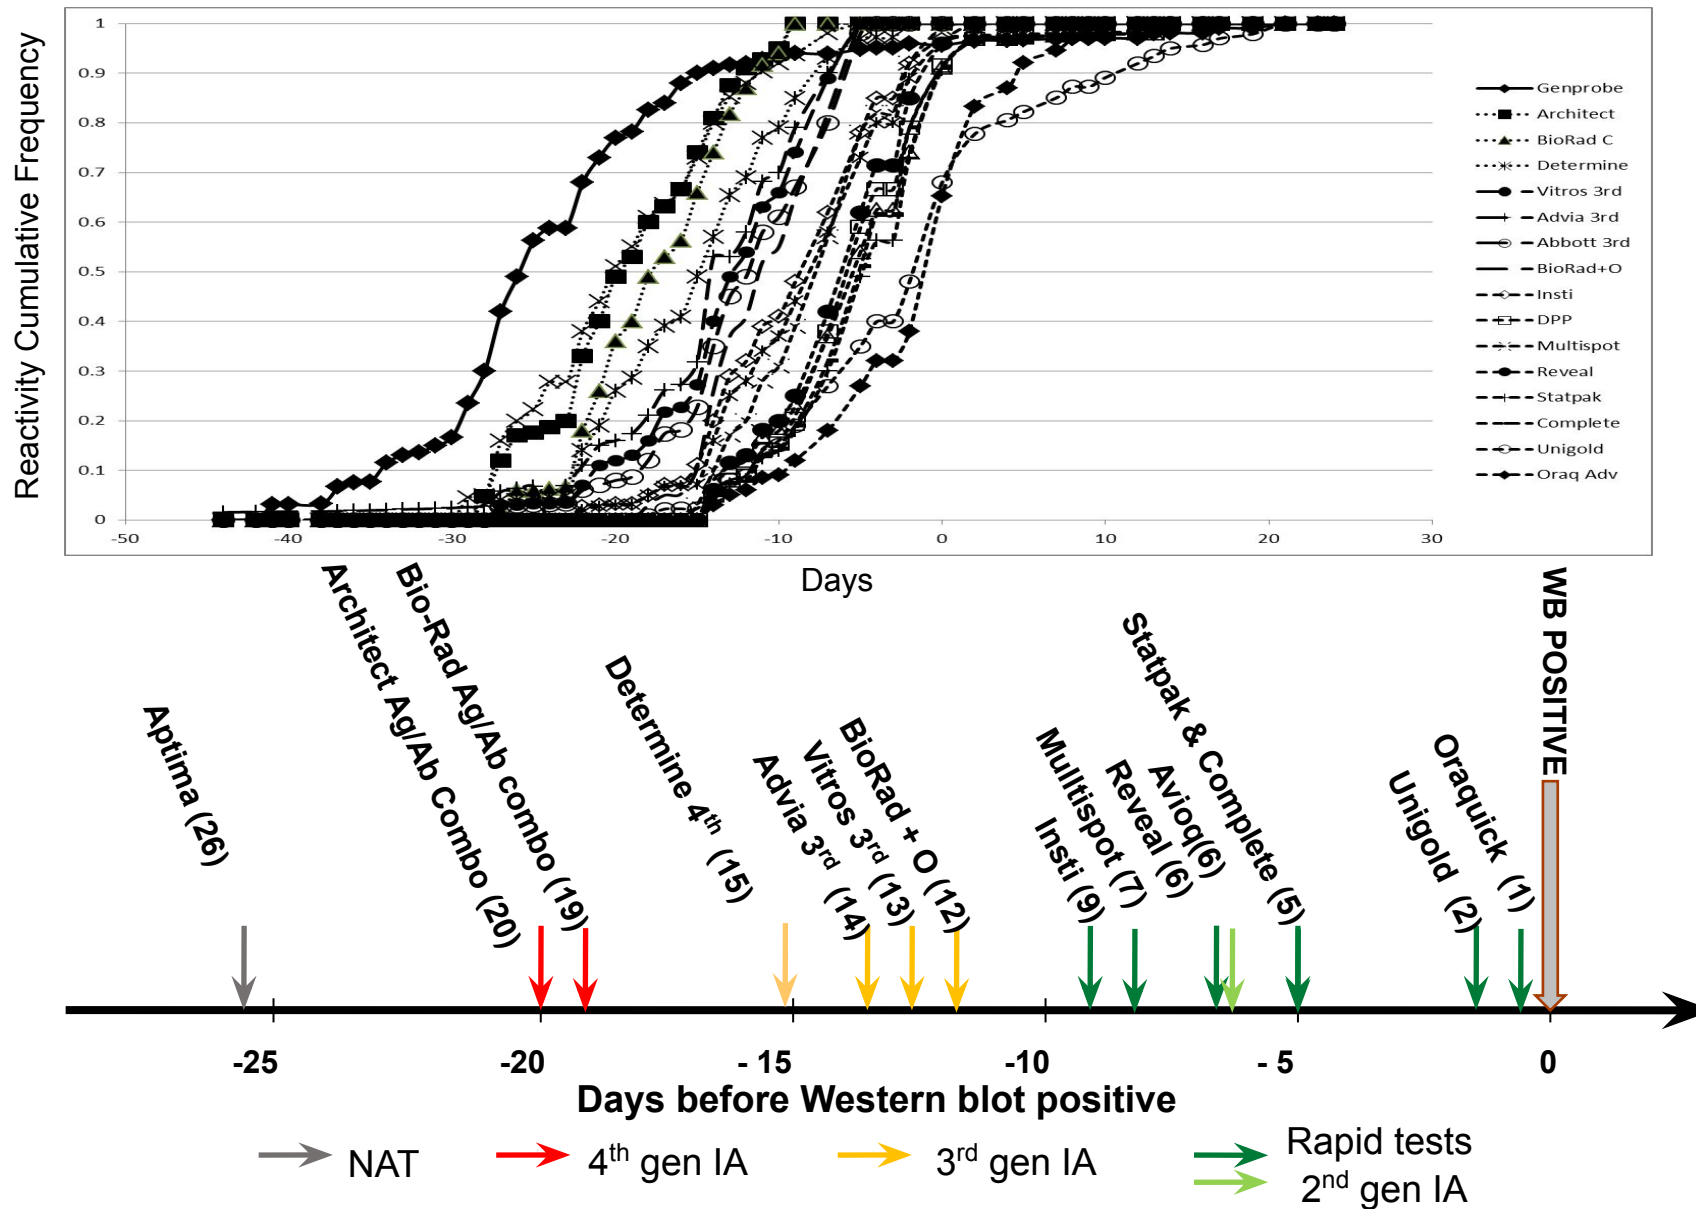 Reactivity Cumulative Frequency
1
0.9
0.8
0.7
0.6
0.5
0.4
0.3
0.2
0.1
0
-50
-40
-30
-20
-10
0
10
20
30
Days
Genprobe
Architect
BioRad C
Determine
Vitros 3rd
Advia 3rd
Abbott 3rd
BioRad+O
Insti
DPP
Multispot
Reveal
Statpak
Complete
Unigold
Oraq Adv
Aptima (26)
Architect Ag/Ab Combo (20)
Bio-Rad Ag/Ab combo (19)
Determine 4th (15)
Advia 3rd (14)
Vitros 3rd (13)
BioRad + O (12)
Insti (9)
Mulltispot (7)
Reveal (6)
Avioq(6)
Statpak & Complete (5)
Unigold (2)
Oraquick (1)
WB POSITIVE
-25
-20
- 15
-10
- 5
0
Days before Western blot positive
NAT
4th gen IA
3rd gen IA
Rapid tests
2nd gen IA